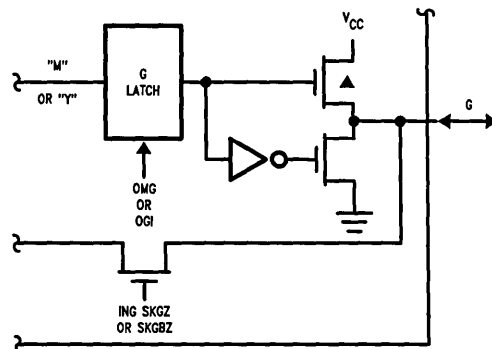 V_CC
"M"
OR "Y"
G
LATCH
G
OMG
OR
OGI
ING SKGZ
OR SKGBZ